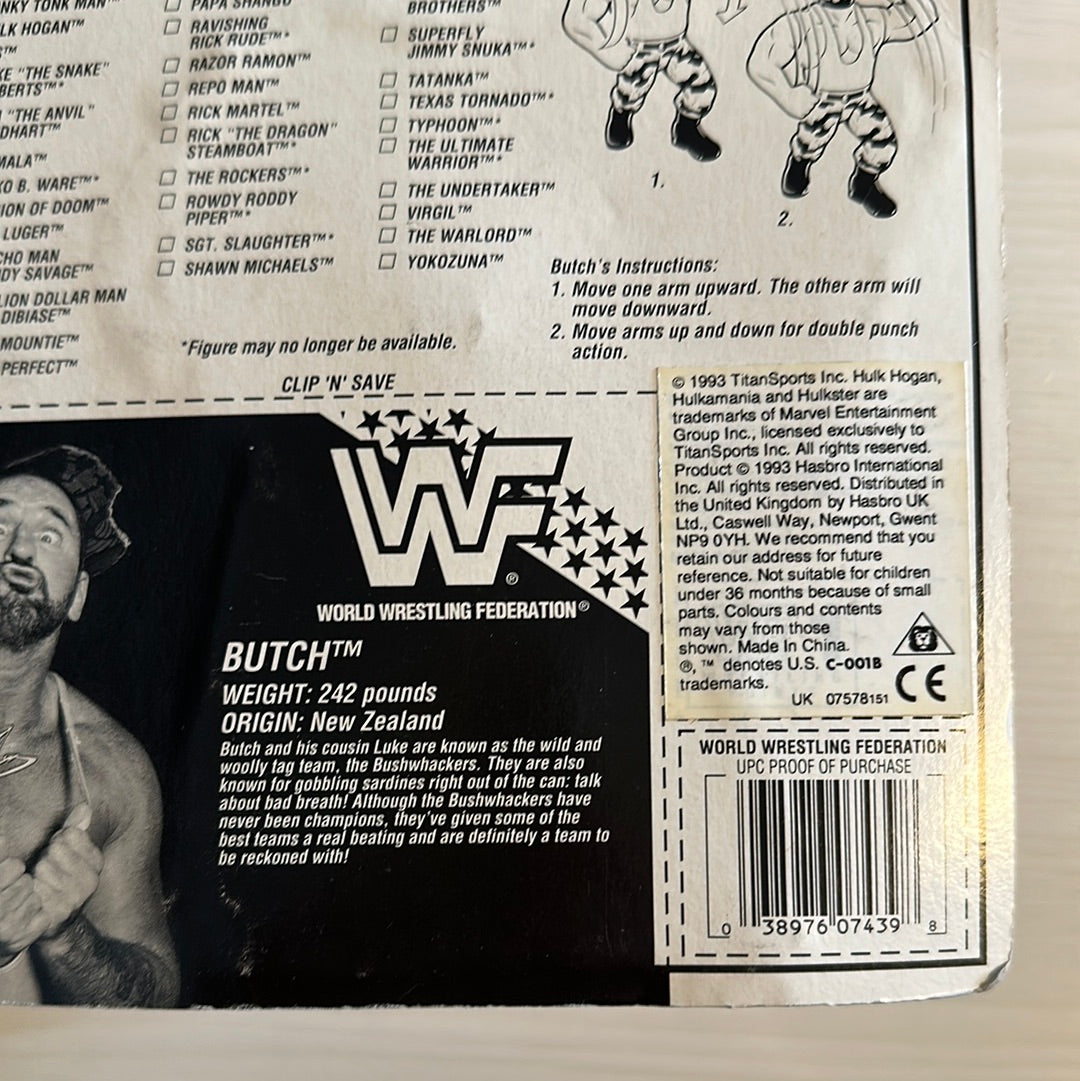 NKY TONK MAN™
LK HOGAN™
™
KE "THE SNAKE"
BERTS™*
"THE ANVIL"
DHART™
MALA™
KO B. WARE™*
ION OF DOOM™
LUGER™
CHO MAN
DY SAVAGE™
LION DOLLAR MAN
DIBIASE™
MOUNTIE™
PERFECT™
PAPA SHANGO
RAVISHING
RICK RUDE™*
RAZOR RAMON™
REPO MAN™
RICK MARTEL™
RICK "THE DRAGON"
STEAMBOAT™*
THE ROCKERS™*
ROWDY RODDY
PIPER™*
SGT. SLAUGHTER™*
SHAWN MICHAELS™
BROTHERS™
SUPERFLY
JIMMY SNUKA™*
TATANKA™
TEXAS TORNADO™*
TYPHOON™*
THE ULTIMATE
WARRIOR™*
THE UNDERTAKER™
VIRGIL™
THE WARLORD™
YOKOZUNA™
*Figure may no longer be available.
CLIP 'N' SAVE
1.
2.
Butch's Instructions:
1. Move one arm upward. The other arm will
move downward.
2. Move arms up and down for double punch
action.
© 1993 TitanSports Inc. Hulk Hogan,
Hulkamania and Hulkster are
trademarks of Marvel Entertainment
Group Inc., licensed exclusively to
TitanSports Inc. All rights reserved.
Product © 1993 Hasbro International
Inc. All rights reserved. Distributed in
the United Kingdom by Hasbro UK
Ltd., Caswell Way, Newport, Gwent
NP9 0YH. We recommend that you
retain our address for future
reference. Not suitable for children
under 36 months because of small
parts. Colours and contents
may vary from those
shown. Made In China.
®, ™ denotes U.S. C-001B
trademarks.
UK 07578151
CE
WF
®
WORLD WRESTLING FEDERATION®
BUTCH™
WEIGHT: 242 pounds
ORIGIN: New Zealand
Butch and his cousin Luke are known as the wild and
woolly tag team, the Bushwhackers. They are also
known for gobbling sardines right out of the can: talk
about bad breath! Although the Bushwhackers have
never been champions, they've given some of the
best teams a real beating and are definitely a team to
be reckoned with!
WORLD WRESTLING FEDERATION
UPC PROOF OF PURCHASE
0 38976 07439 8